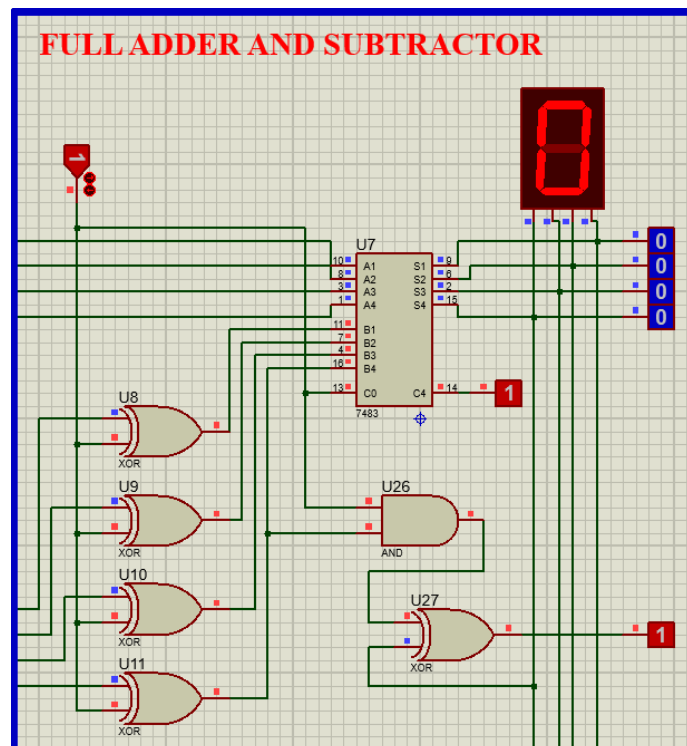 FULL ADDER AND SUBTRACTOR
1
0
U7
10 A1 S1 9 0
8 A2 S2 6 0
3 A3 S3 2 0
1 A4 S4 15 0
11 B1
7 B2
4 B3
16 B4
13 C0 C4 14 1
7483
U8
XOR
U9
XOR
U26
AND
U10
XOR
U27
XOR
1
U11
XOR